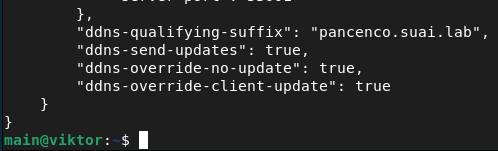 },
"ddns-qualifying-suffix": "pancenco.suai.lab",
"ddns-send-updates": true,
"ddns-override-no-update": true,
"ddns-override-client-update": true
}
}
main@viktor:~$